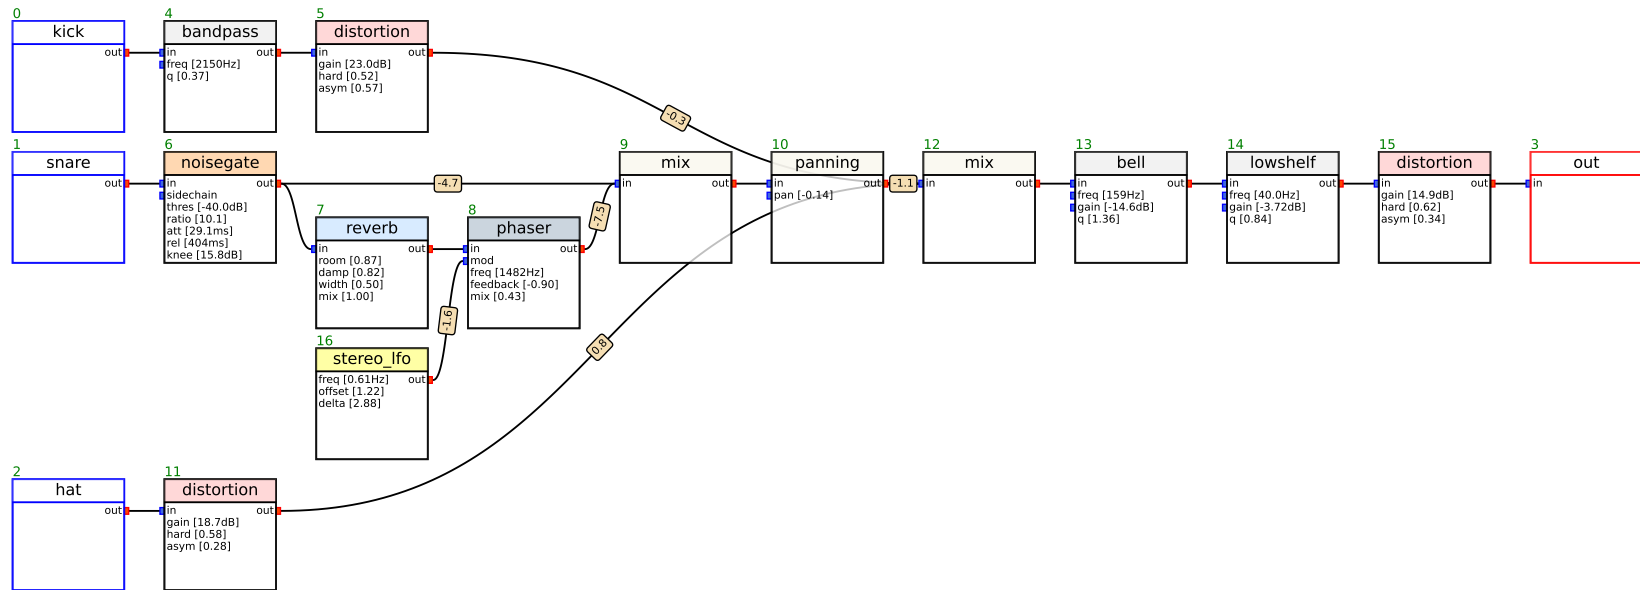 0
kick
out
4
bandpass
in out
freq [2150Hz]
q [0.37]
5
distortion
in out
gain [23.0dB]
hard [0.52]
asym [0.57]
-0.3
1
snare
out
6
noisegate
in out
sidechain
thres [-40.0dB]
ratio [10.1]
att [29.1ms]
rel [404ms]
knee [15.8dB]
-4.7
7
reverb
in out
room [0.87]
damp [0.82]
width [0.50]
mix [1.00]
8
phaser
in out
mod
freq [1482Hz]
feedback [-0.90]
mix [0.43]
-7.5
-1.6
16
stereo_lfo
freq [0.61Hz] out
offset [1.22]
delta [2.88]
9
mix
in out
10
panning
in out
pan [-0.14]
-1.1
12
mix
in out
13
bell
in out
freq [159Hz]
gain [-14.6dB]
q [1.36]
14
lowshelf
in out
freq [40.0Hz]
gain [-3.72dB]
q [0.84]
15
distortion
in out
gain [14.9dB]
hard [0.62]
asym [0.34]
3
out
in
0.8
2
hat
out
11
distortion
in out
gain [18.7dB]
hard [0.58]
asym [0.28]